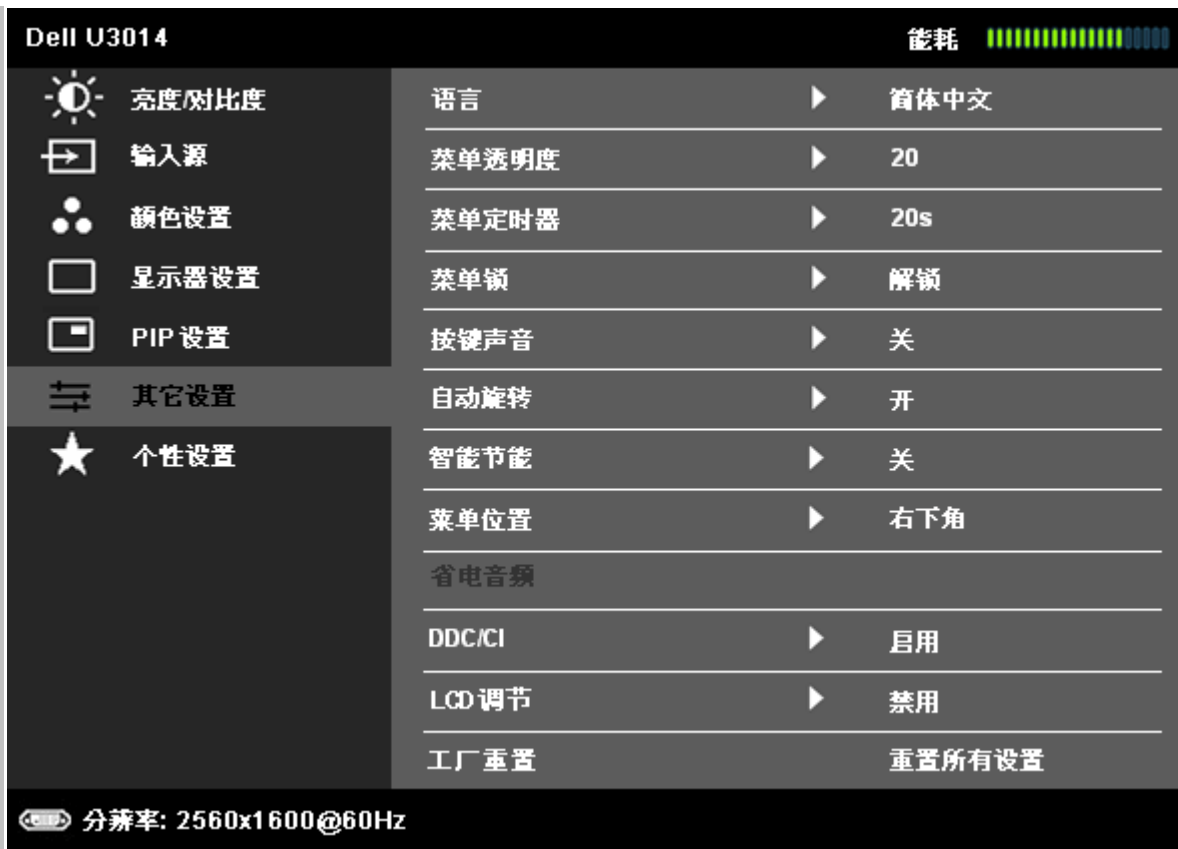 Dell U3014 能耗
亮度/对比度
输入源
颜色设置
显示器设置
PIP 设置
其它设置
个性设置
语言 简体中文
菜单透明度 20
菜单定时器 20s
菜单锁 解锁
按键声音 关
自动旋转 开
智能节能 关
菜单位置 右下角
省电音频
DDC/CI 启用
LCD 调节 禁用
工厂重置 重置所有设置
分辨率: 2560x1600@60Hz